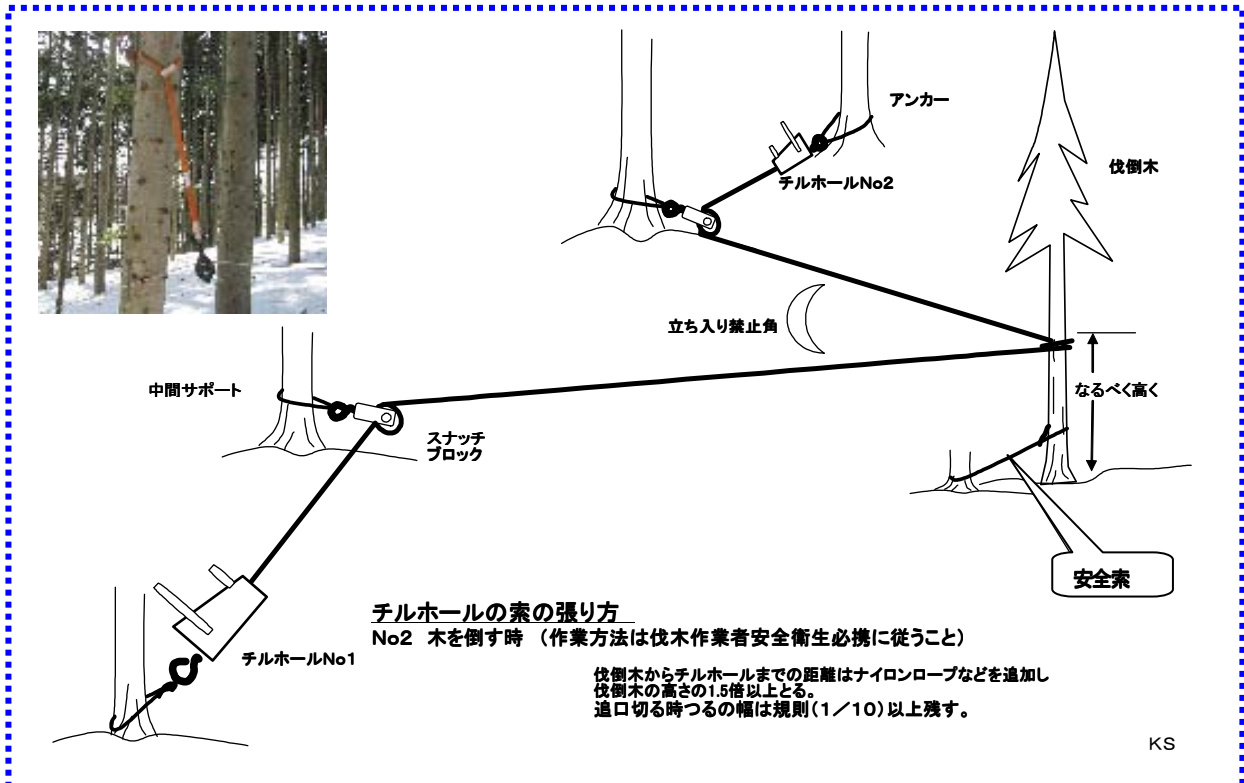 アンカー
チルホールNo2
伐倒木
立ち入り禁止角
なるべく高く
中間サポート
スナッチ
ブロック
安全索
チルホールの索の張り方
No2 木を倒す時 (作業方法は伐木作業者安全衛生必携に従うこと)
チルホールNo1
伐倒木からチルホールまでの距離はナイロンロープなどを追加し
伐倒木の高さの1.5倍以上とる。
追口切る時つるの幅は規則(1/10)以上残す。
KS